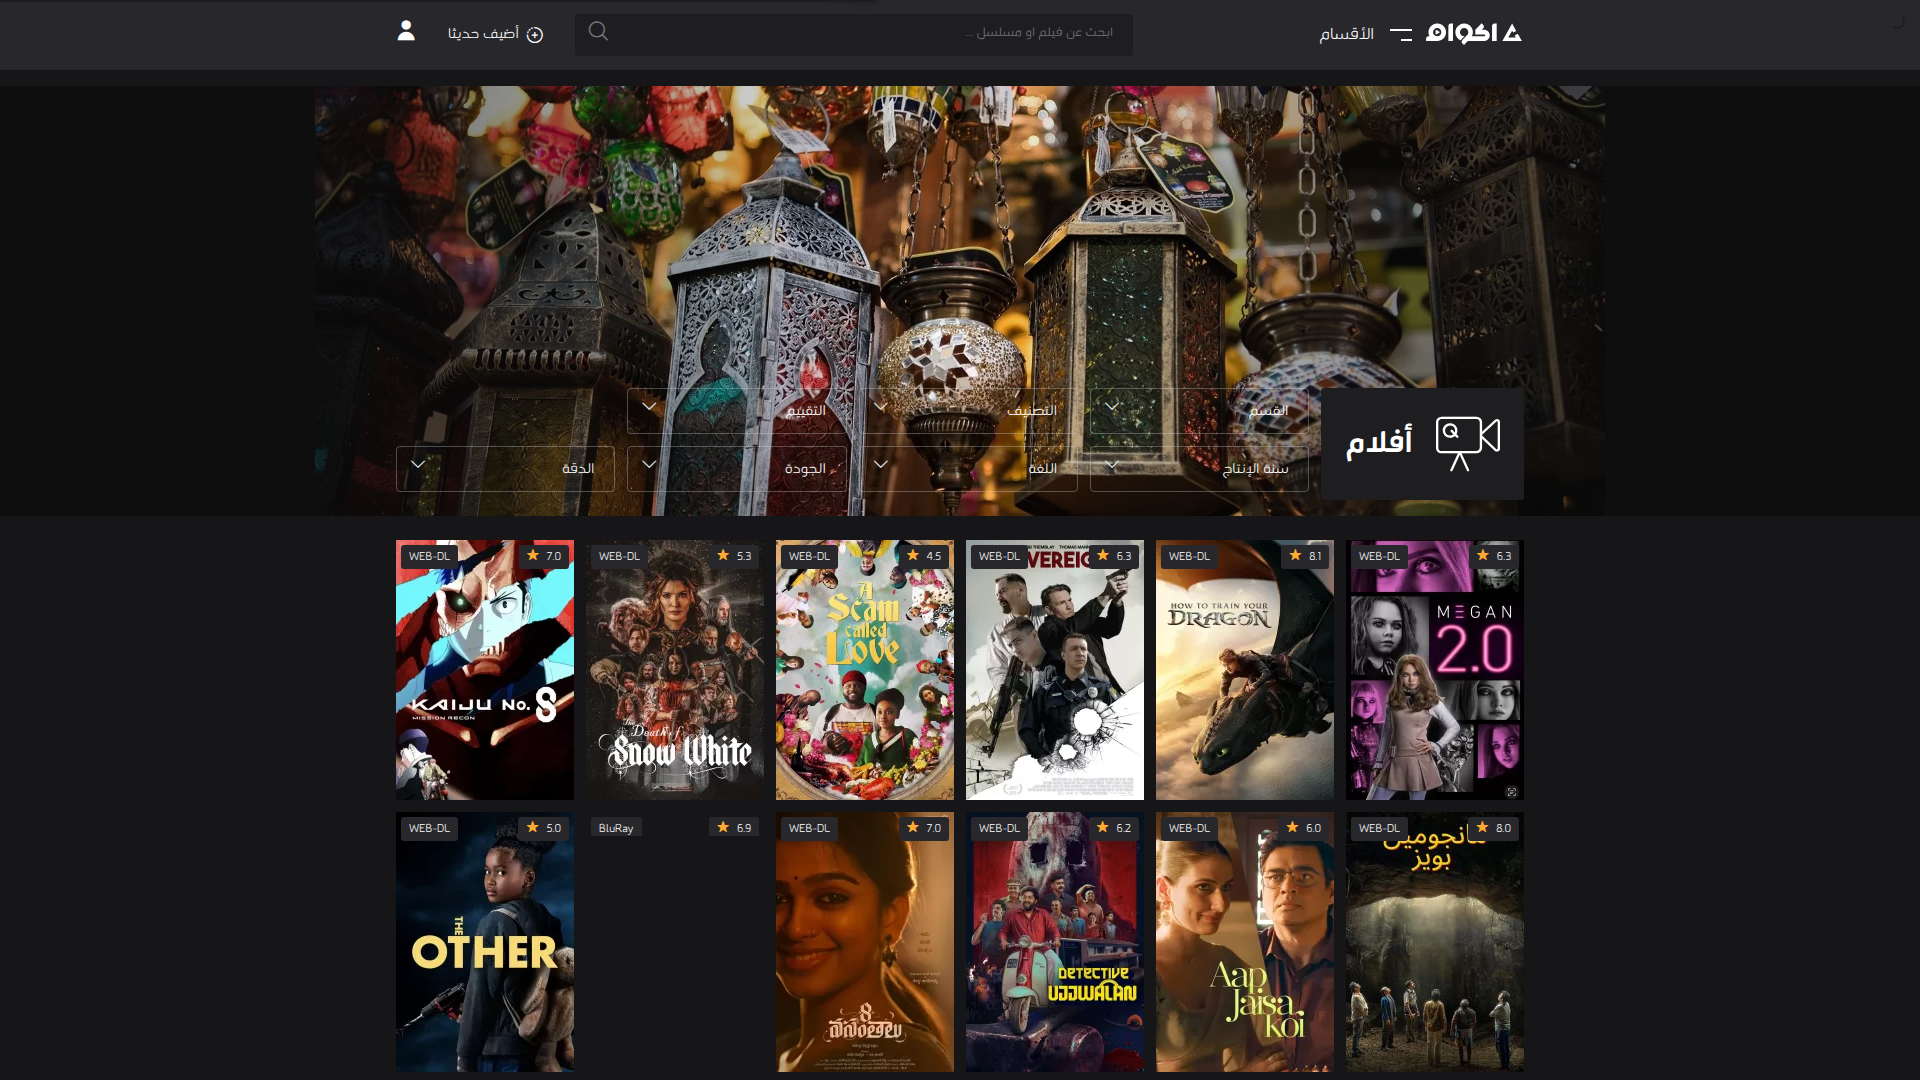 اكوام
الأقسام
ابحث عن فيلم او مسلسل ...
أضيف حديثا
أفلام
القسم
التصنيف
التقييم
سنة الإنتاج
اللغة
الجودة
الدقة
WEB-DL
6.3
MEGAN
2.0
WEB-DL
8.1
HOW TO TRAIN YOUR
DRAGON
WEB-DL
6.3
VEREIG
WEB-DL
4.5
A
Scam
called
Love
WEB-DL
5.3
The
Death of
Snow White
WEB-DL
7.0
KAIJU No. 8
MISSION RECON
WEB-DL
8.0
بويز
WEB-DL
6.0
Aap
Jaisa
Koi
WEB-DL
6.2
DETECTIVE
UJJWALAN
WEB-DL
7.0
8
BluRay
6.9
WEB-DL
5.0
THE
OTHER